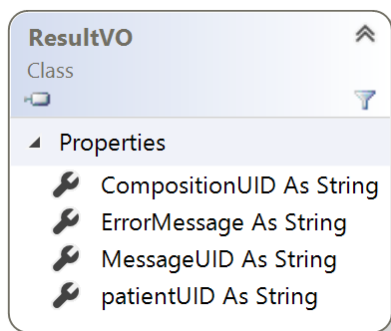 ResultVO
Class
Properties
CompositionUID As String
ErrorMessage As String
MessageUID As String
patientUID As String